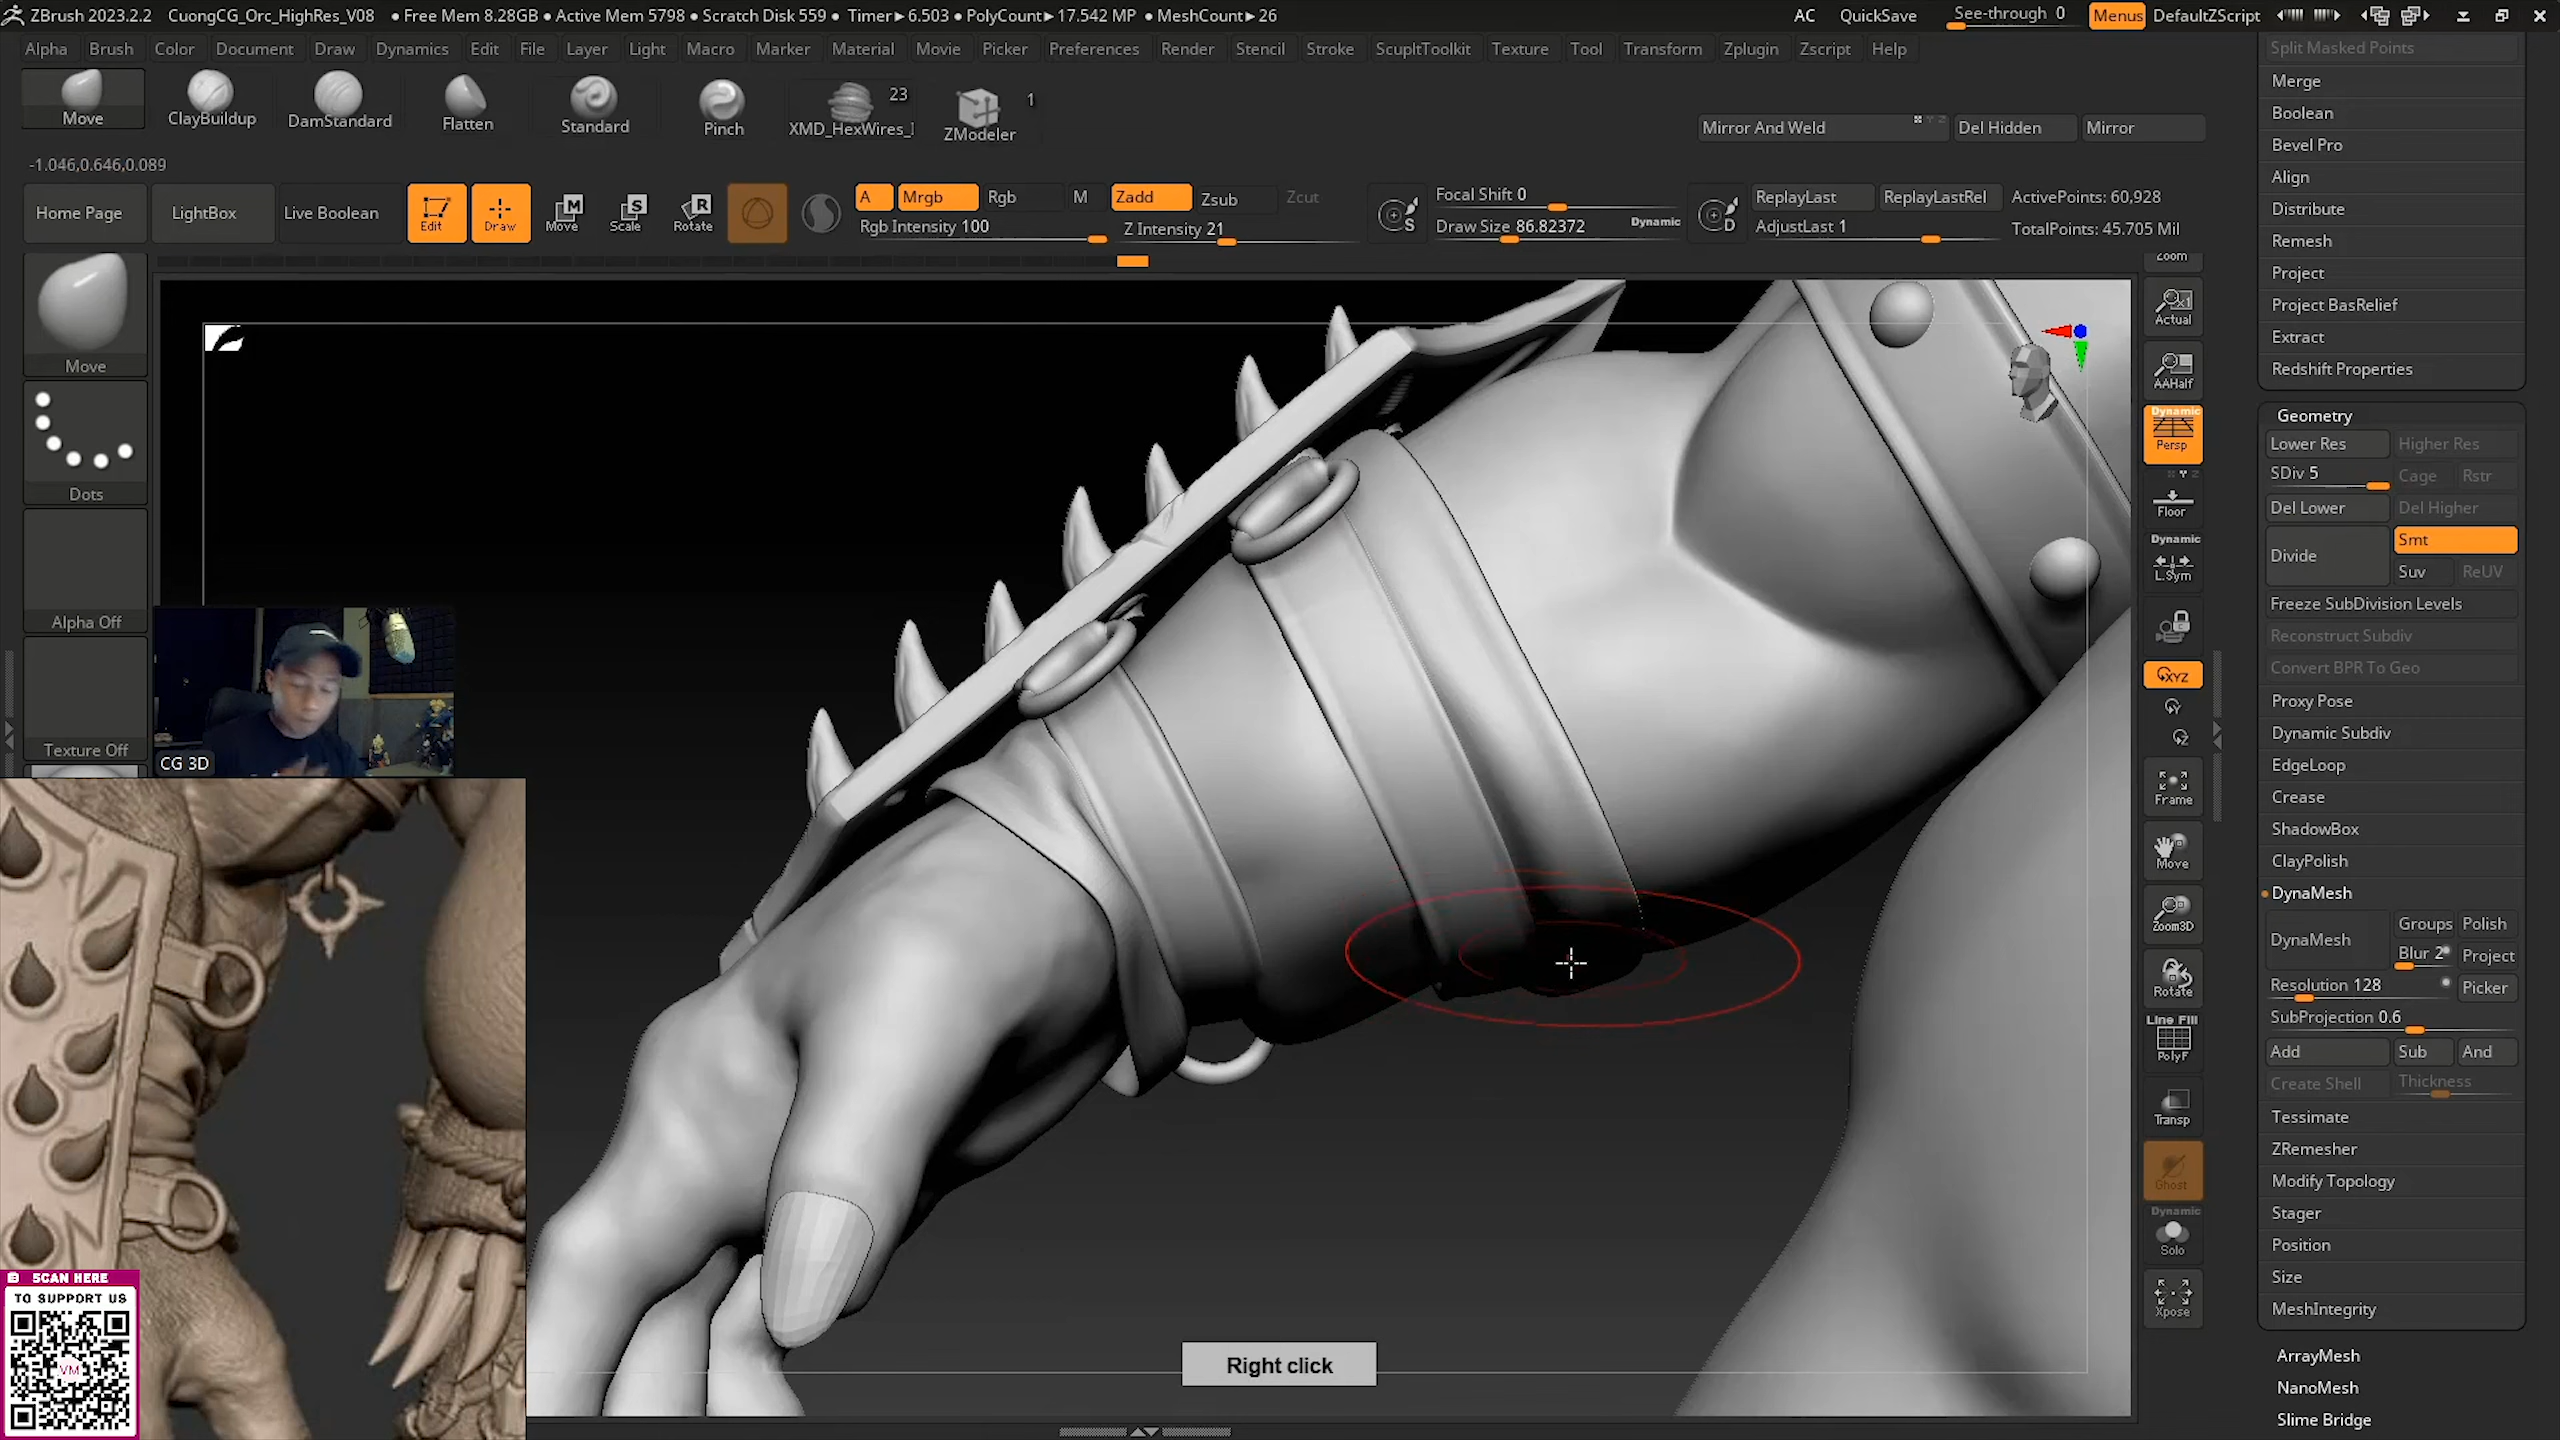 ZBrush 2023.2.2 CuongCG_Orc_HighRes_V08 • Free Mem 8.28GB • Active Mem 5798 • Scratch Disk 559 • Timer▸6.503 • PolyCount▸17.542 MP • MeshCount▸26 AC QuickSave See-through 0 Menus DefaultZScript
Alpha Brush Color Document Draw Dynamics Edit File Layer Light Macro Marker Material Movie Picker Preferences Render Stencil Stroke ScupltToolkit Texture Tool Transform Zplugin Zscript Help
Move ClayBuildup DamStandard Flatten Standard Pinch 23 XMD_HexWires_I 1 ZModeler
Mirror And Weld Del Hidden Mirror
-1.046,0.646,0.089
Home Page LightBox Live Boolean Edit Draw Move Scale Rotate A Mrgb Rgb M Zadd Zsub Zcut
Rgb Intensity 100 Z Intensity 21
Focal Shift 0
Draw Size 86.82372 Dynamic
ReplayLast ReplayLastRel ActivePoints: 60,928
AdjustLast 1 TotalPoints: 45.705 Mil
Move
Dots
Alpha Off
Texture Off
CG 3D
SCAN HERE
TO SUPPORT US
VM
Right click
Zoom
Actual
AAHalf
Dynamic
Persp
Floor
Dynamic
L.Sym
XYZ
Frame
Move
Zoom3D
Rotate
Line Fill
PolyF
Transp
Ghost
Dynamic
Solo
Xpose
Split Masked Points
Merge
Boolean
Bevel Pro
Align
Distribute
Remesh
Project
Project BasRelief
Extract
Redshift Properties
Geometry
Lower Res Higher Res
SDiv 5 Cage Rstr
Del Lower Del Higher
Divide Smt
Suv ReUV
Freeze SubDivision Levels
Reconstruct Subdiv
Convert BPR To Geo
Proxy Pose
Dynamic Subdiv
EdgeLoop
Crease
ShadowBox
ClayPolish
DynaMesh
DynaMesh Groups Polish
Blur 2 Project
Resolution 128 Picker
SubProjection 0.6
Add Sub And
Create Shell Thickness
Tessimate
ZRemesher
Modify Topology
Stager
Position
Size
MeshIntegrity
ArrayMesh
NanoMesh
Slime Bridge